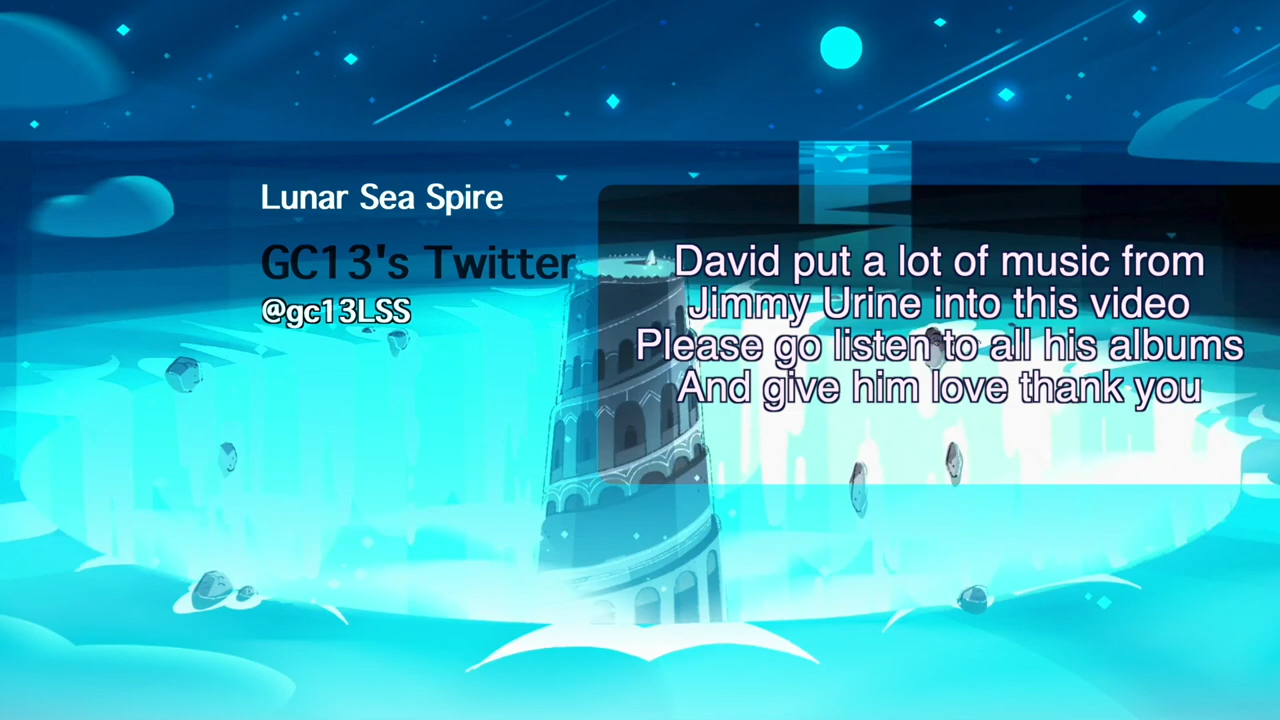 Lunar Sea Spire
GC13's Twitter
@gc13LSS
David put a lot of music from
Jimmy Urine into this video
Please go listen to all his albums
And give him love thank you